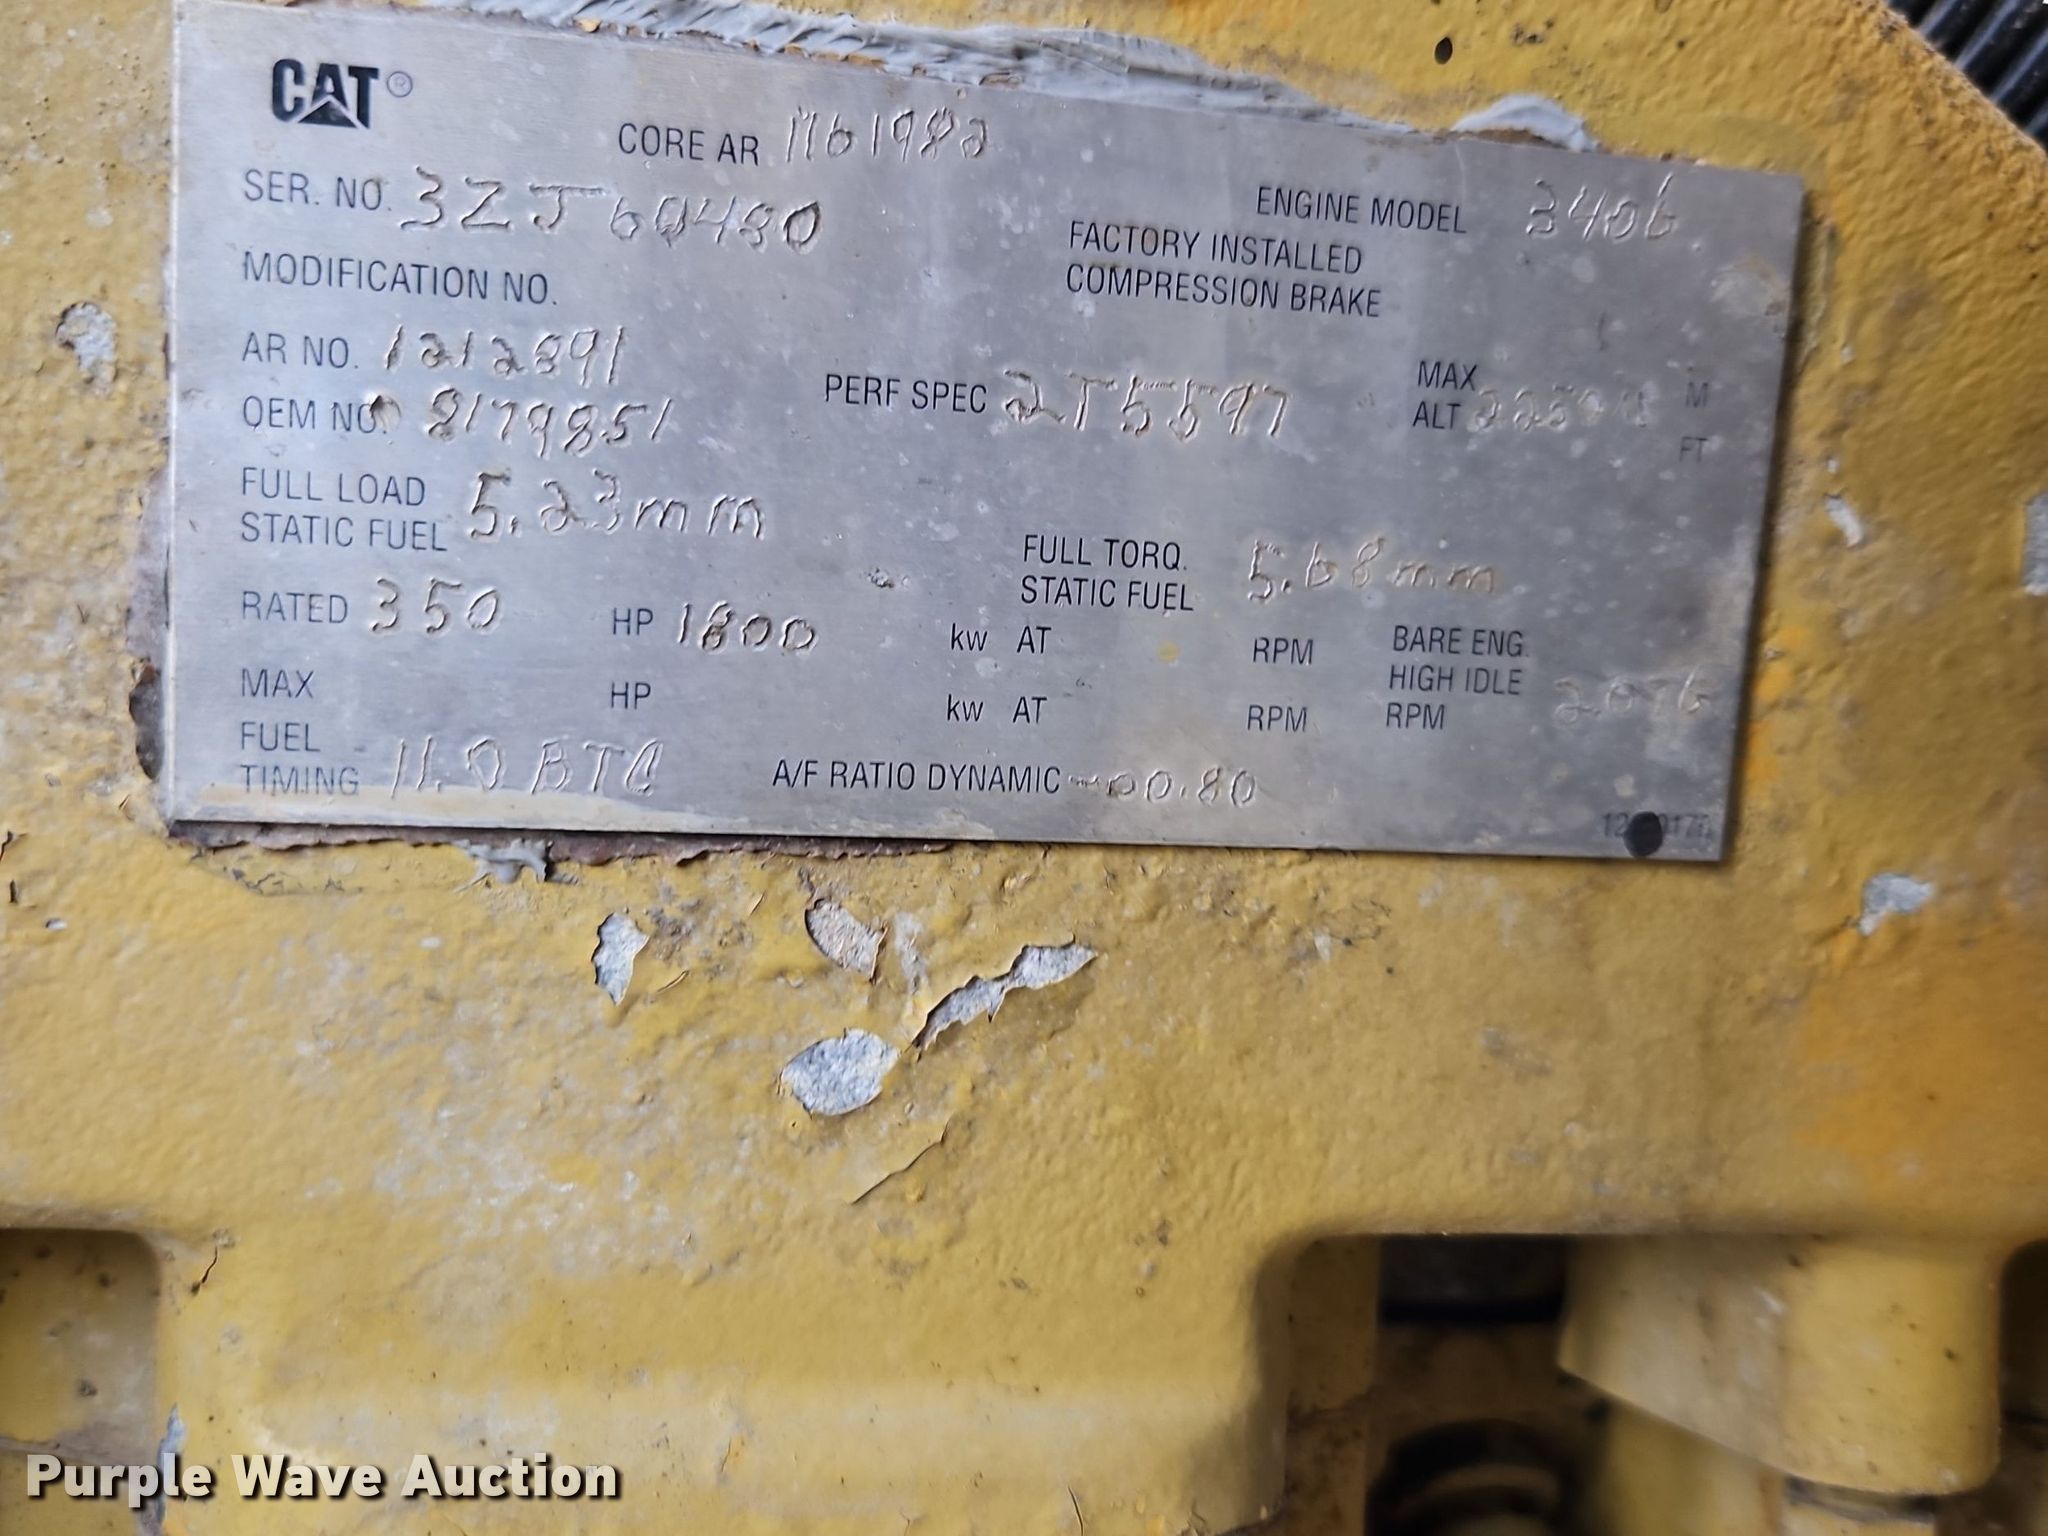 CAT®
CORE AR 1161982
SER. NO. 3ZJ60480
ENGINE MODEL 3406
MODIFICATION NO.
FACTORY INSTALLED
COMPRESSION BRAKE
AR NO. 1212891
OEM NO. 8179851
PERF SPEC 2T5597
MAX
ALT M
FT
FULL LOAD
STATIC FUEL 5.23mm
FULL TORQ.
STATIC FUEL 5.68mm
RATED 350 HP 1800 kw AT RPM
BARE ENG.
HIGH IDLE
RPM
MAX HP kw AT RPM
FUEL
TIMING 11.0 BTC
A/F RATIO DYNAMIC -00.80
Purple Wave Auction